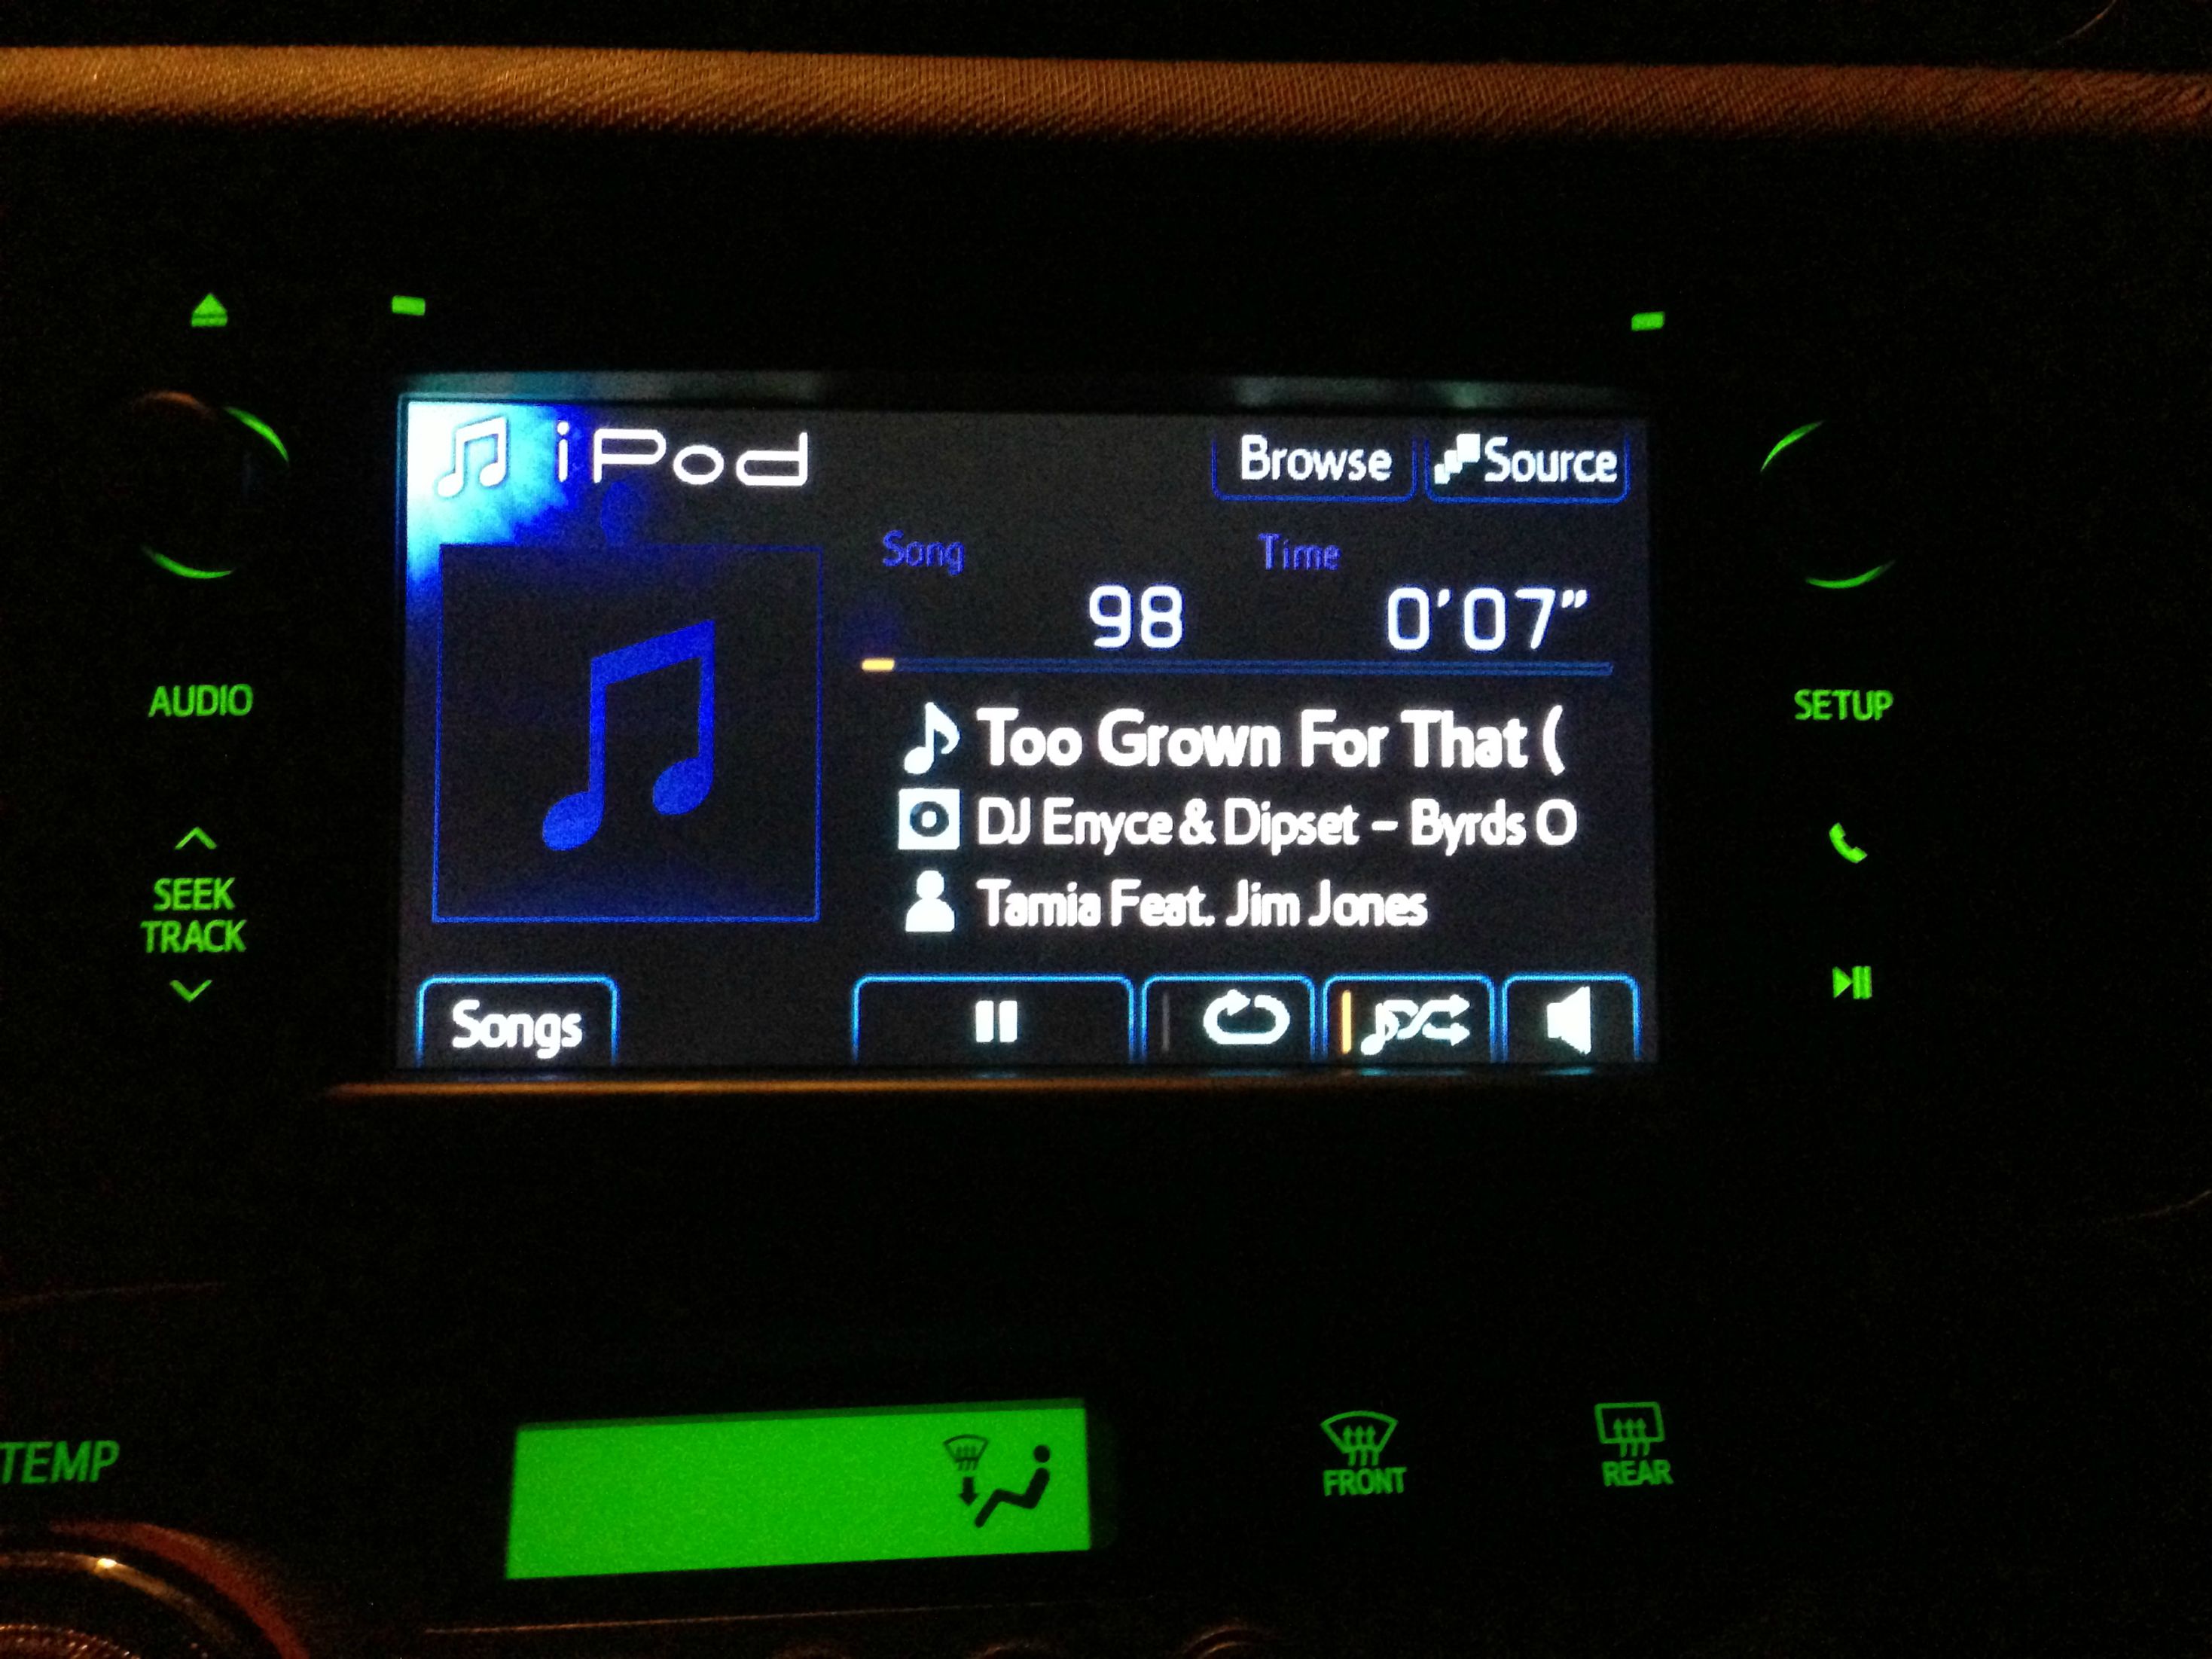 iPod
Browse
Source
Song
Time
98
0'07"
AUDIO
SETUP
Too Grown For That (
DJ Enyce & Dipset - Byrds O
Tamia Feat. Jim Jones
SEEK
TRACK
Songs
TEMP
FRONT
REAR